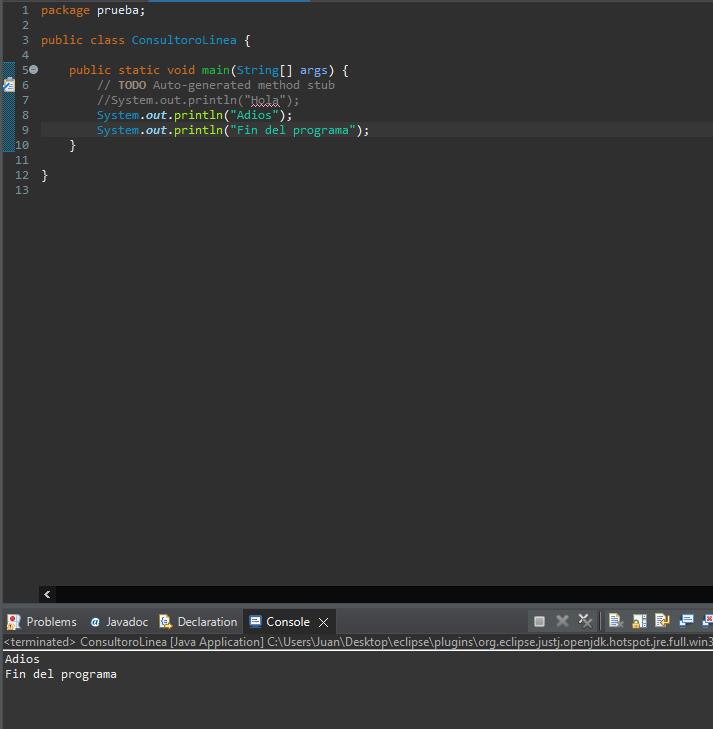 1 package prueba;
2
3 public class ConsultoroLinea {
4
5 public static void main(String[] args) {
6 // TODO Auto-generated method stub
7 //System.out.println("Hola");
8 System.out.println("Adios");
9 System.out.println("Fin del programa");
10 }
11
12 }
13
Problems @ Javadoc Declaration Console
<terminated> ConsultoroLinea [Java Application] C:\Users\Juan\Desktop\eclipse\plugins\org.eclipse.justj.openjdk.hotspot.jre.full.win3
Adios
Fin del programa